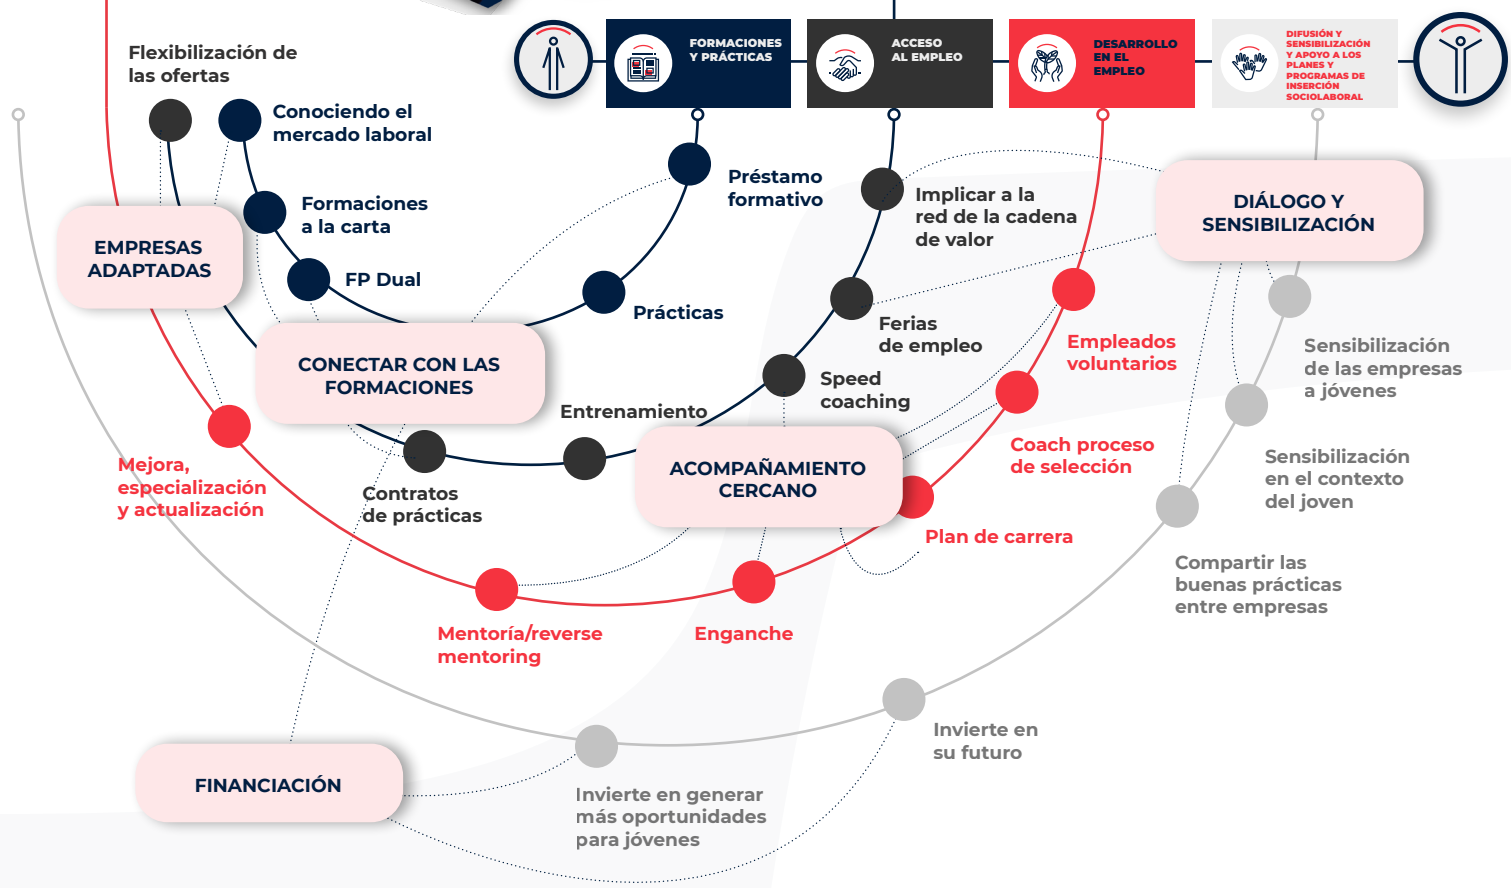 FORMACIONES
Y PRÁCTICAS
ACCESO
AL EMPLEO
DESARROLLO
EN EL
EMPLEO
DIFUSIÓN Y
SENSIBILIZACIÓN
Y APOYO A LOS
PLANES Y
PROGRAMAS DE
INSERCIÓN
SOCIOLABORAL
Flexibilización de
las ofertas
Conociendo el
mercado laboral
Formaciones
a la carta
FP Dual
Préstamo
formativo
Prácticas
Implicar a la
red de la cadena
de valor
Ferias
de empleo
Speed
coaching
DIÁLOGO Y
SENSIBILIZACIÓN
EMPRESAS
ADAPTADAS
CONECTAR CON LAS
FORMACIONES
Empleados
voluntarios
Sensibilización
de las empresas
a jóvenes
Entrenamiento
Coach proceso
de selección
Sensibilización
en el contexto
del joven
Mejora,
especialización
y actualización
Contratos
de prácticas
ACOMPAÑAMIENTO
CERCANO
Plan de carrera
Compartir las
buenas prácticas
entre empresas
Mentoría/reverse
mentoring
Enganche
Invierte en
su futuro
FINANCIACIÓN
Invierte en generar
más oportunidades
para jóvenes